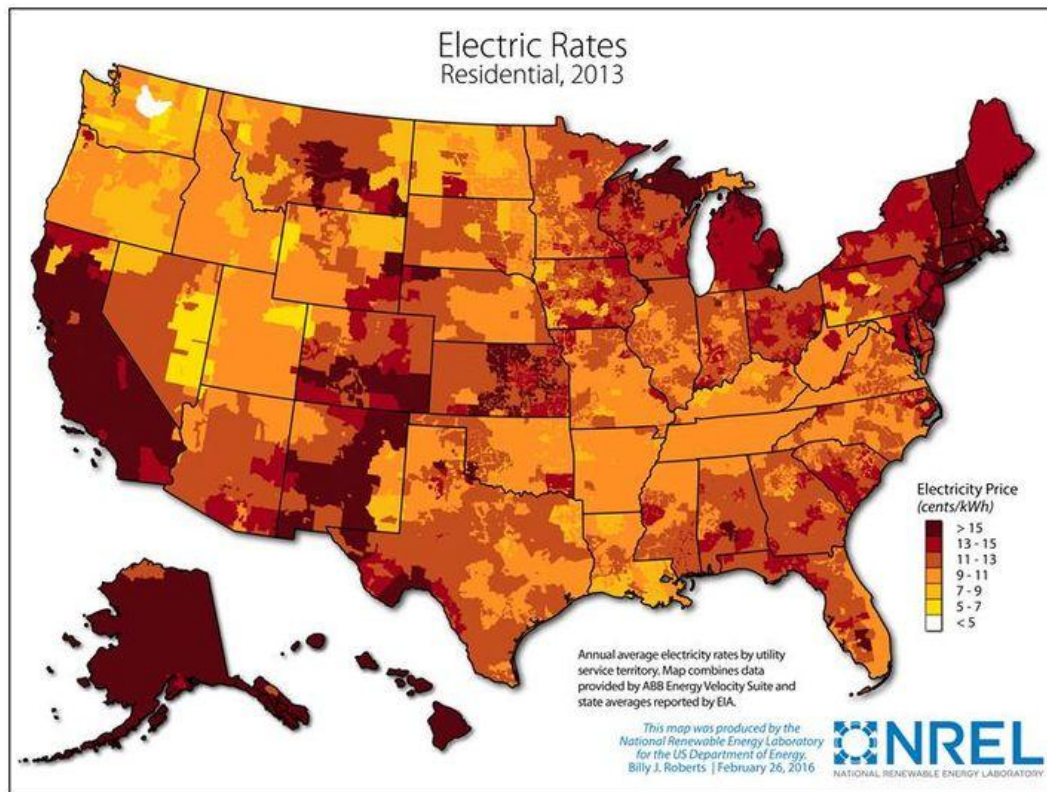 Electric Rates
Residential, 2013
Electricity Price
(cents/kWh)
> 15
13 - 15
11 - 13
9 - 11
7 - 9
5 - 7
< 5
Annual average electricity rates by utility
service territory. Map combines data
provided by ABB Energy Velocity Suite and
state averages reported by EIA.
This map was produced by the
National Renewable Energy Laboratory
for the US Department of Energy.
Billy J. Roberts | February 26, 2016
NREL
NATIONAL RENEWABLE ENERGY LABORATORY